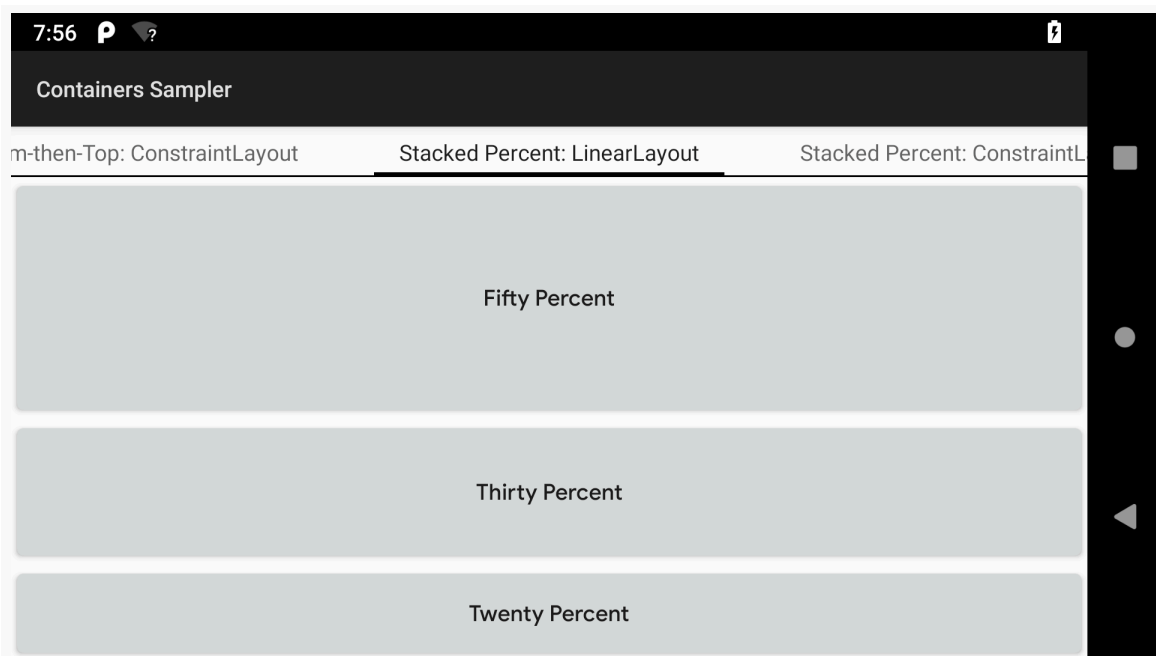 7:56
Containers Sampler
m-then-Top: ConstraintLayout Stacked Percent: LinearLayout Stacked Percent: ConstraintL
Fifty Percent
Thirty Percent
Twenty Percent